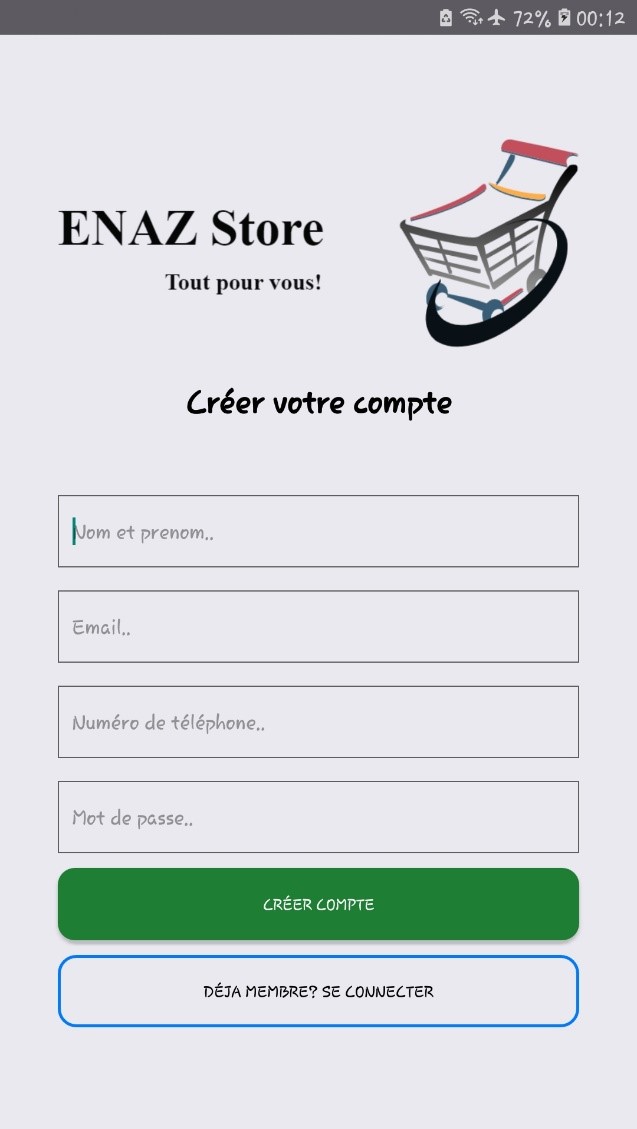 72% 00:12
ENAZ Store
Tout pour vous!
Créer votre compte
Nom et prenom..
Email..
Numéro de téléphone..
Mot de passe..
CRÉER COMPTE
DÉJA MEMBRE? SE CONNECTER